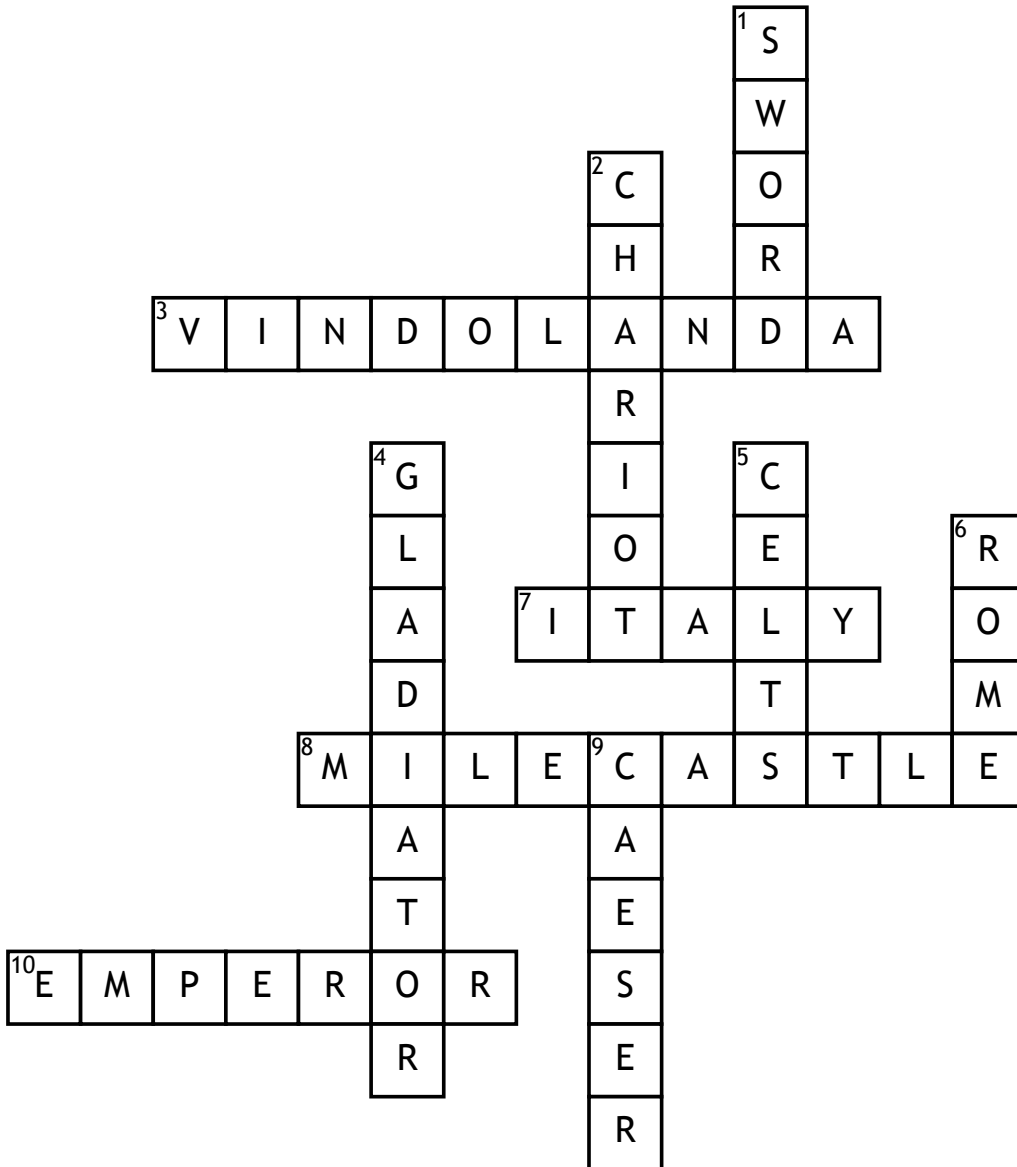 1 S
W
2 C O
H R
3 V I N D O L A N D A
R
4 G I 5 C
L O E 6 R
A 7 I T A L Y O
D T M
8 M I L E 9 C A S T L E
A A
T E
10 E M P E R O R S
R E
R